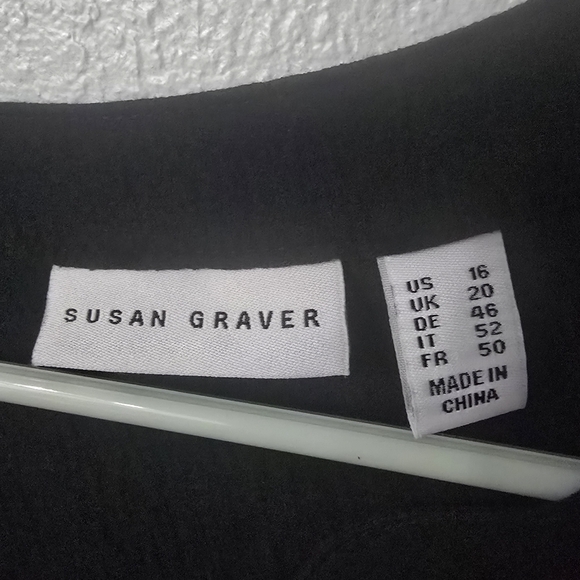 SUSAN GRAVER
US 16
UK 20
DE 46
IT 52
FR 50
MADE IN
CHINA